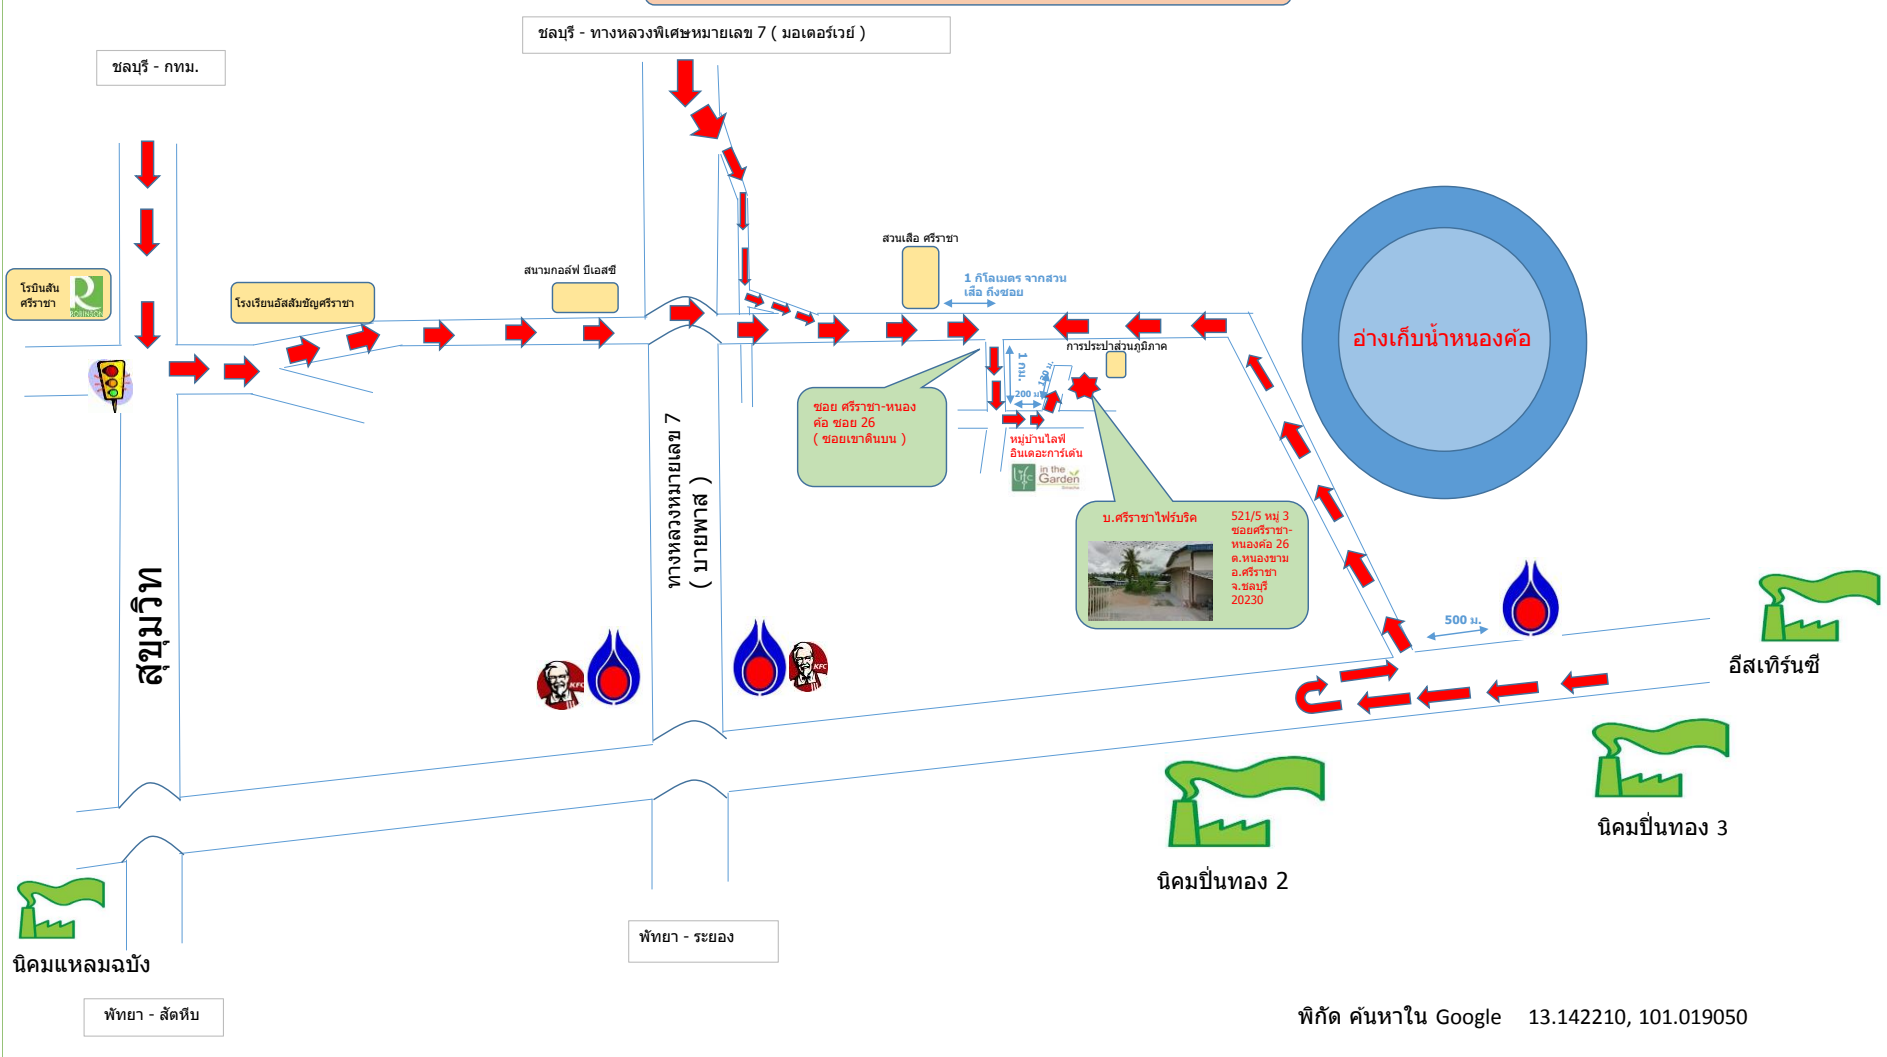 ชลบุรี - ทางหลวงพิเศษหมายเลข 7 ( มอเตอร์เวย์ )
ชลบุรี - กทม.
สวนเสือ ศรีราชา
สนามกอล์ฟ บีเอสซี
1 กิโลเมตร จากสวน
เสือ ถึงซอย
โรบินสัน
ศรีราชา
ROBINSON
โรงเรียนอัสสัมชัญศรีราชา
อ่างเก็บน้ำหนองค้อ
การประปาส่วนภูมิภาค
1 กม.
200 ม.
ซอย ศรีราชา-หนอง
ค้อ ซอย 26
( ซอยเขาดินบน )
หมู่บ้านไลฟ์
อินเดอะการ์เด้น
Life in the
Garden
ทางหลวงหมายเลข 7
( บายพาส )
สุขุมวิท
บ.ศรีราชาไฟร์บริค
521/5 หมู่ 3
ซอยศรีราชา-
หนองค้อ 26
ต.หนองขาม
อ.ศรีราชา
จ.ชลบุรี
20230
500 ม.
KFC
KFC
อีสเทิร์นซี
นิคมปิ่นทอง 3
นิคมปิ่นทอง 2
พัทยา - ระยอง
นิคมแหลมฉบัง
พัทยา - สัตหีบ
พิกัด ค้นหาใน Google 13.142210, 101.019050